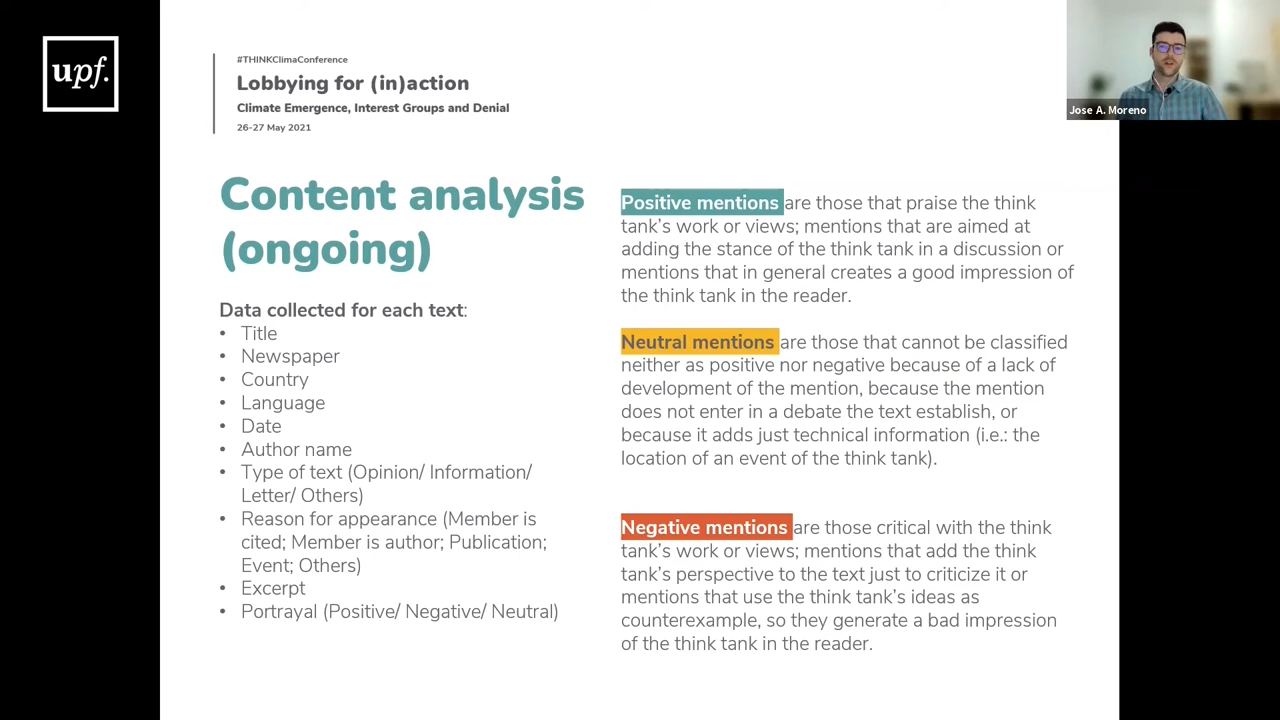 upf.
#THINKClimaConference
Lobbying for (in)action
Climate Emergence, Interest Groups and Denial
26-27 May 2021
Jose A. Moreno
Content analysis
(ongoing)
Data collected for each text:
• Title
• Newspaper
• Country
• Language
• Date
• Author name
• Type of text (Opinion/ Information/
Letter/ Others)
• Reason for appearance (Member is
cited; Member is author; Publication;
Event; Others)
• Excerpt
• Portrayal (Positive/ Negative/ Neutral)
Positive mentions are those that praise the think
tank's work or views; mentions that are aimed at
adding the stance of the think tank in a discussion or
mentions that in general creates a good impression of
the think tank in the reader.
Neutral mentions are those that cannot be classified
neither as positive nor negative because of a lack of
development of the mention, because the mention
does not enter in a debate the text establish, or
because it adds just technical information (i.e.: the
location of an event of the think tank).
Negative mentions are those critical with the think
tank's work or views; mentions that add the think
tank's perspective to the text just to criticize it or
mentions that use the think tank's ideas as
counterexample, so they generate a bad impression
of the think tank in the reader.